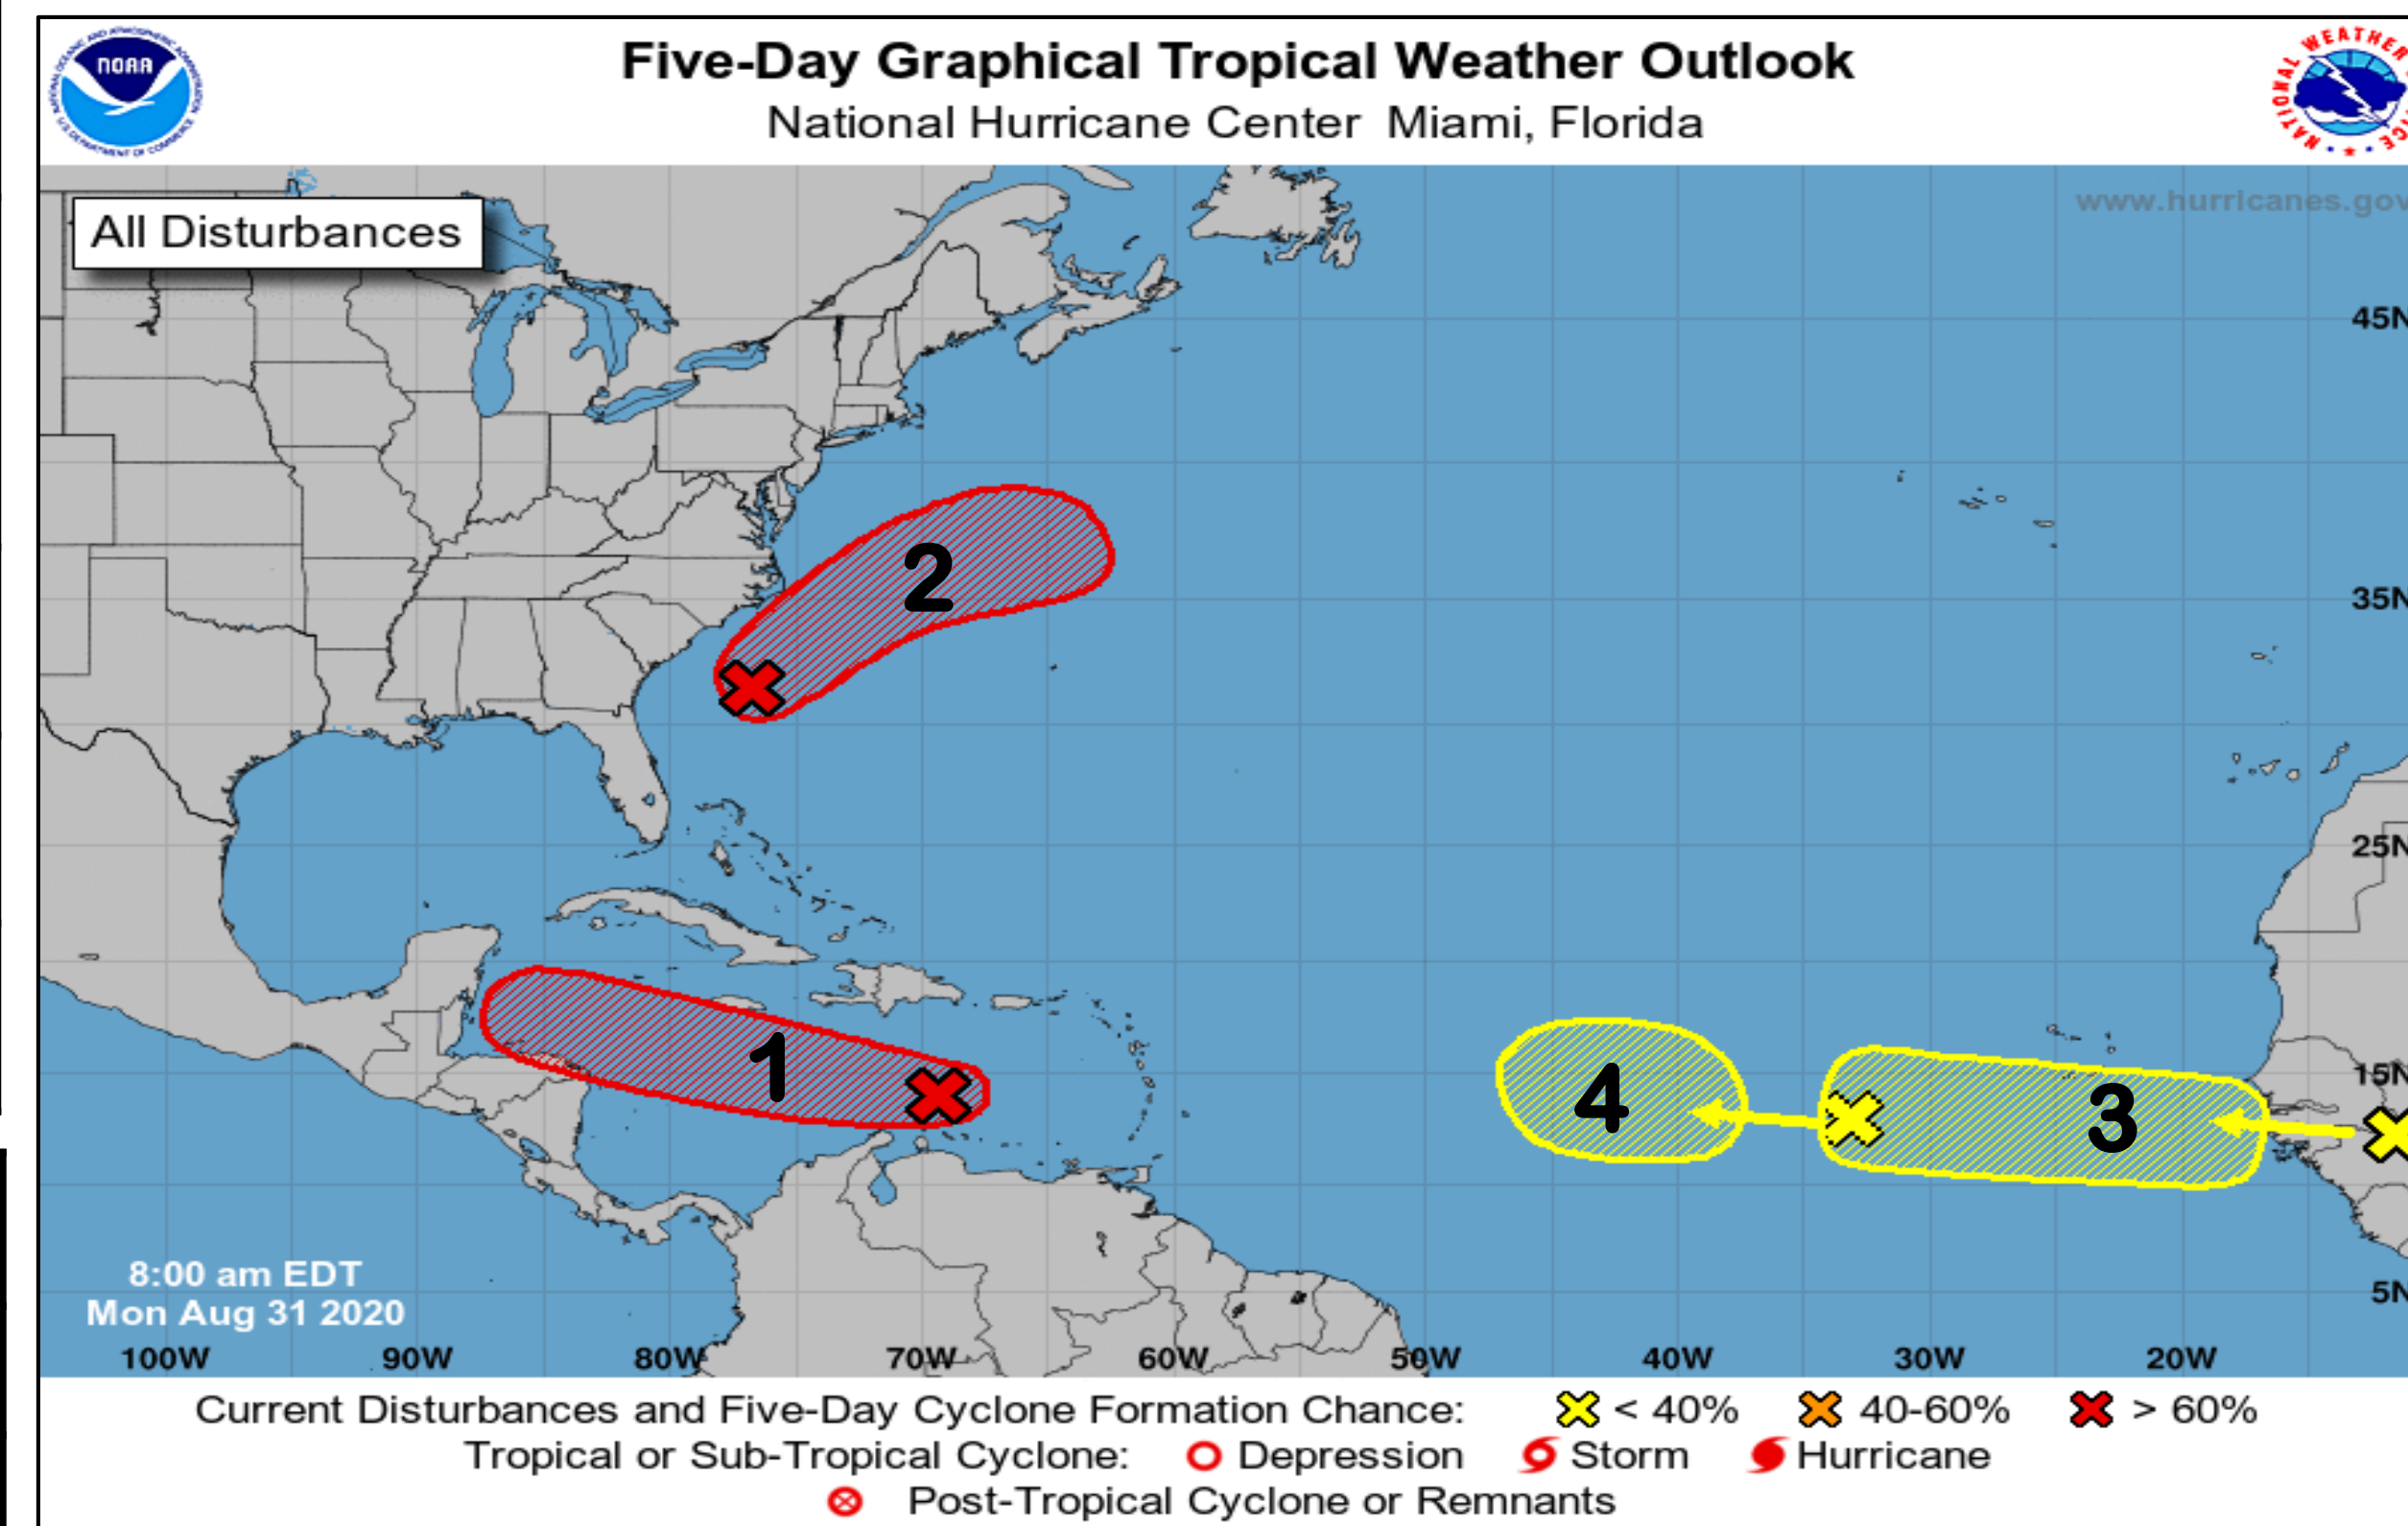 NOAA
Five-Day Graphical Tropical Weather Outlook
National Hurricane Center Miami, Florida
All Disturbances
www.hurricanes.gov
45N
2
35N
25N
1
4
3
15N
5N
8:00 am EDT
Mon Aug 31 2020
100W 90W 80W 70W 60W 50W 40W 30W 20W
Current Disturbances and Five-Day Cyclone Formation Chance: < 40% 40-60% > 60%
Tropical or Sub-Tropical Cyclone: Depression Storm Hurricane
Post-Tropical Cyclone or Remnants